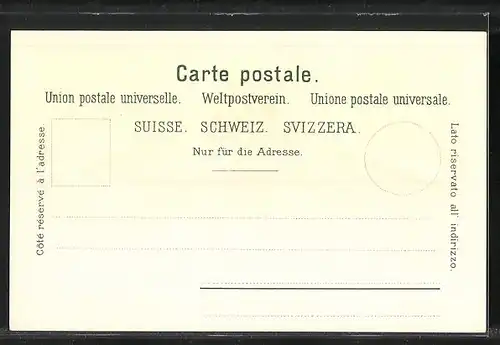 Carte postale.
Union postale universelle. Weltpostverein. Unione postale universale.
SUISSE. SCHWEIZ. SVIZZERA.
Nur für die Adresse.
Côté réservé à l'adresse.
Lato riservato all' indirizzo.